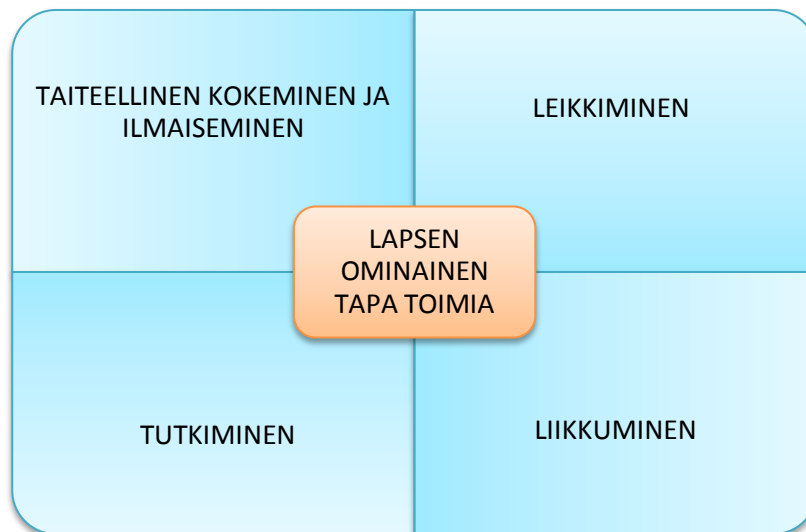 TAITEELLINEN KOKEMINEN JA
ILMAISEMINEN
LEIKKIMINEN
LAPSEN
OMINAINEN
TAPA TOIMIA
TUTKIMINEN
LIIKKUMINEN